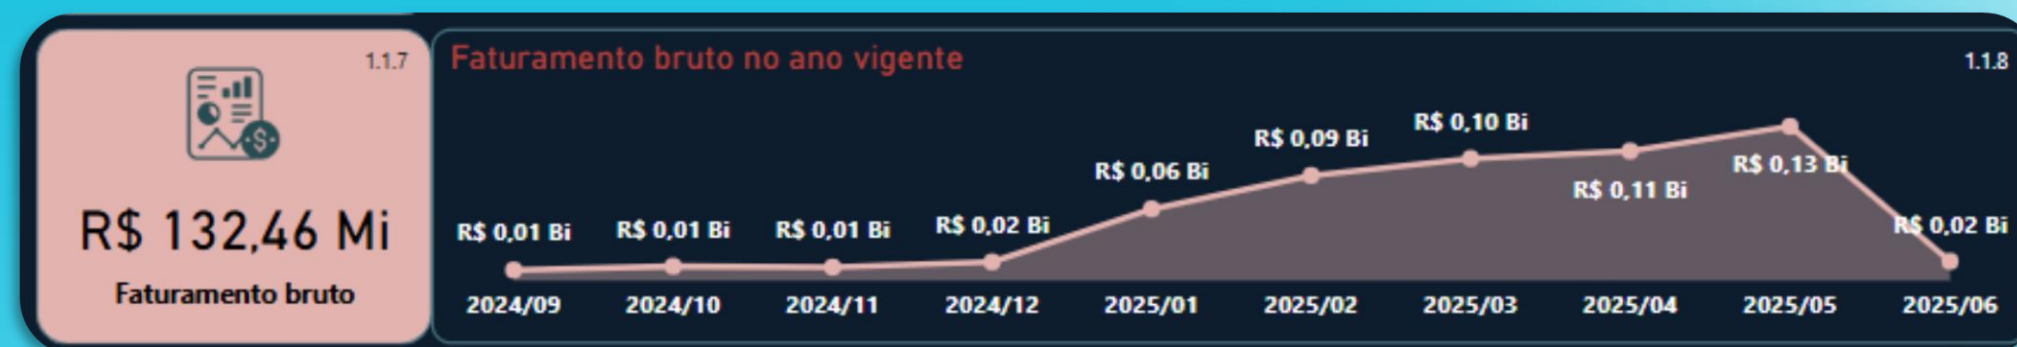 1.1.7
$
R$ 132,46 Mi
Faturamento bruto
Faturamento bruto no ano vigente
1.1.8
R$ 0,01 Bi
R$ 0,01 Bi
R$ 0,01 Bi
R$ 0,02 Bi
R$ 0,06 Bi
R$ 0,09 Bi
R$ 0,10 Bi
R$ 0,11 Bi
R$ 0,13 Bi
R$ 0,02 Bi
2024/09 2024/10 2024/11 2024/12 2025/01 2025/02 2025/03 2025/04 2025/05 2025/06